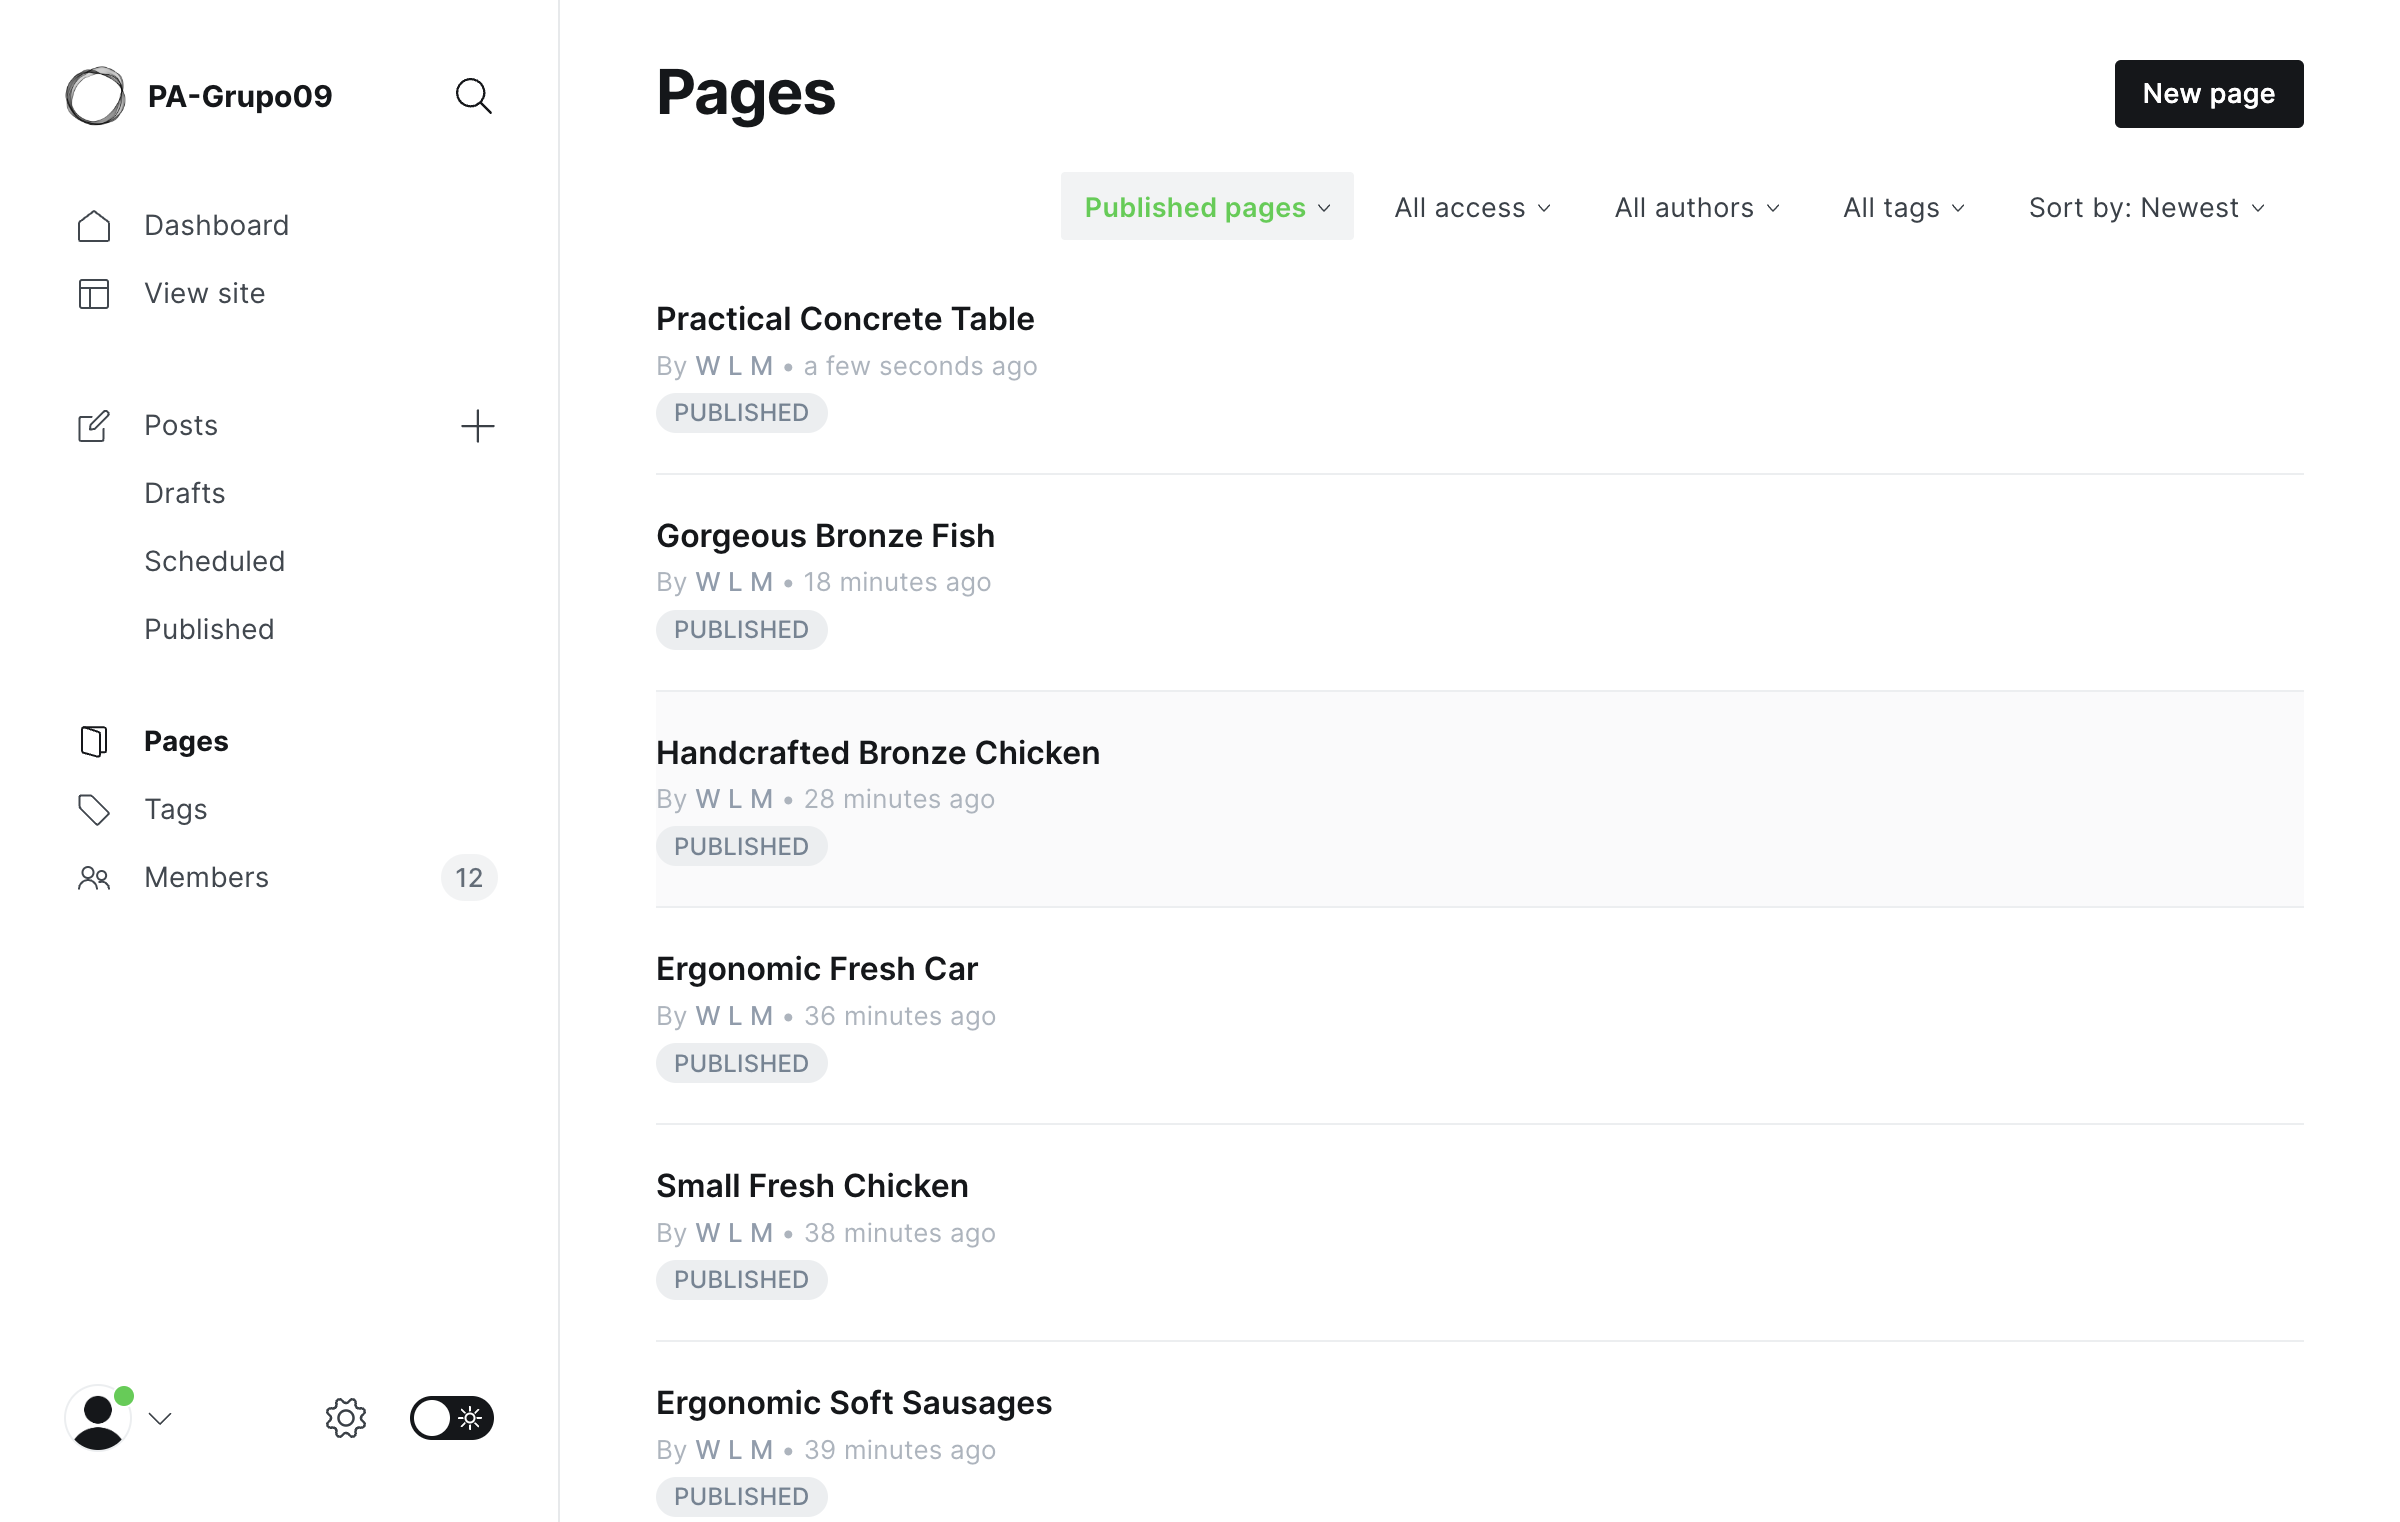 PA-Grupo09
Dashboard
View site
Posts
Drafts
Scheduled
Published
Pages
Tags
Members 12
Pages
New page
Published pages All access All authors All tags Sort by: Newest
Practical Concrete Table
By W L M • a few seconds ago
PUBLISHED
Gorgeous Bronze Fish
By W L M • 18 minutes ago
PUBLISHED
Handcrafted Bronze Chicken
By W L M • 28 minutes ago
PUBLISHED
Ergonomic Fresh Car
By W L M • 36 minutes ago
PUBLISHED
Small Fresh Chicken
By W L M • 38 minutes ago
PUBLISHED
Ergonomic Soft Sausages
By W L M • 39 minutes ago
PUBLISHED